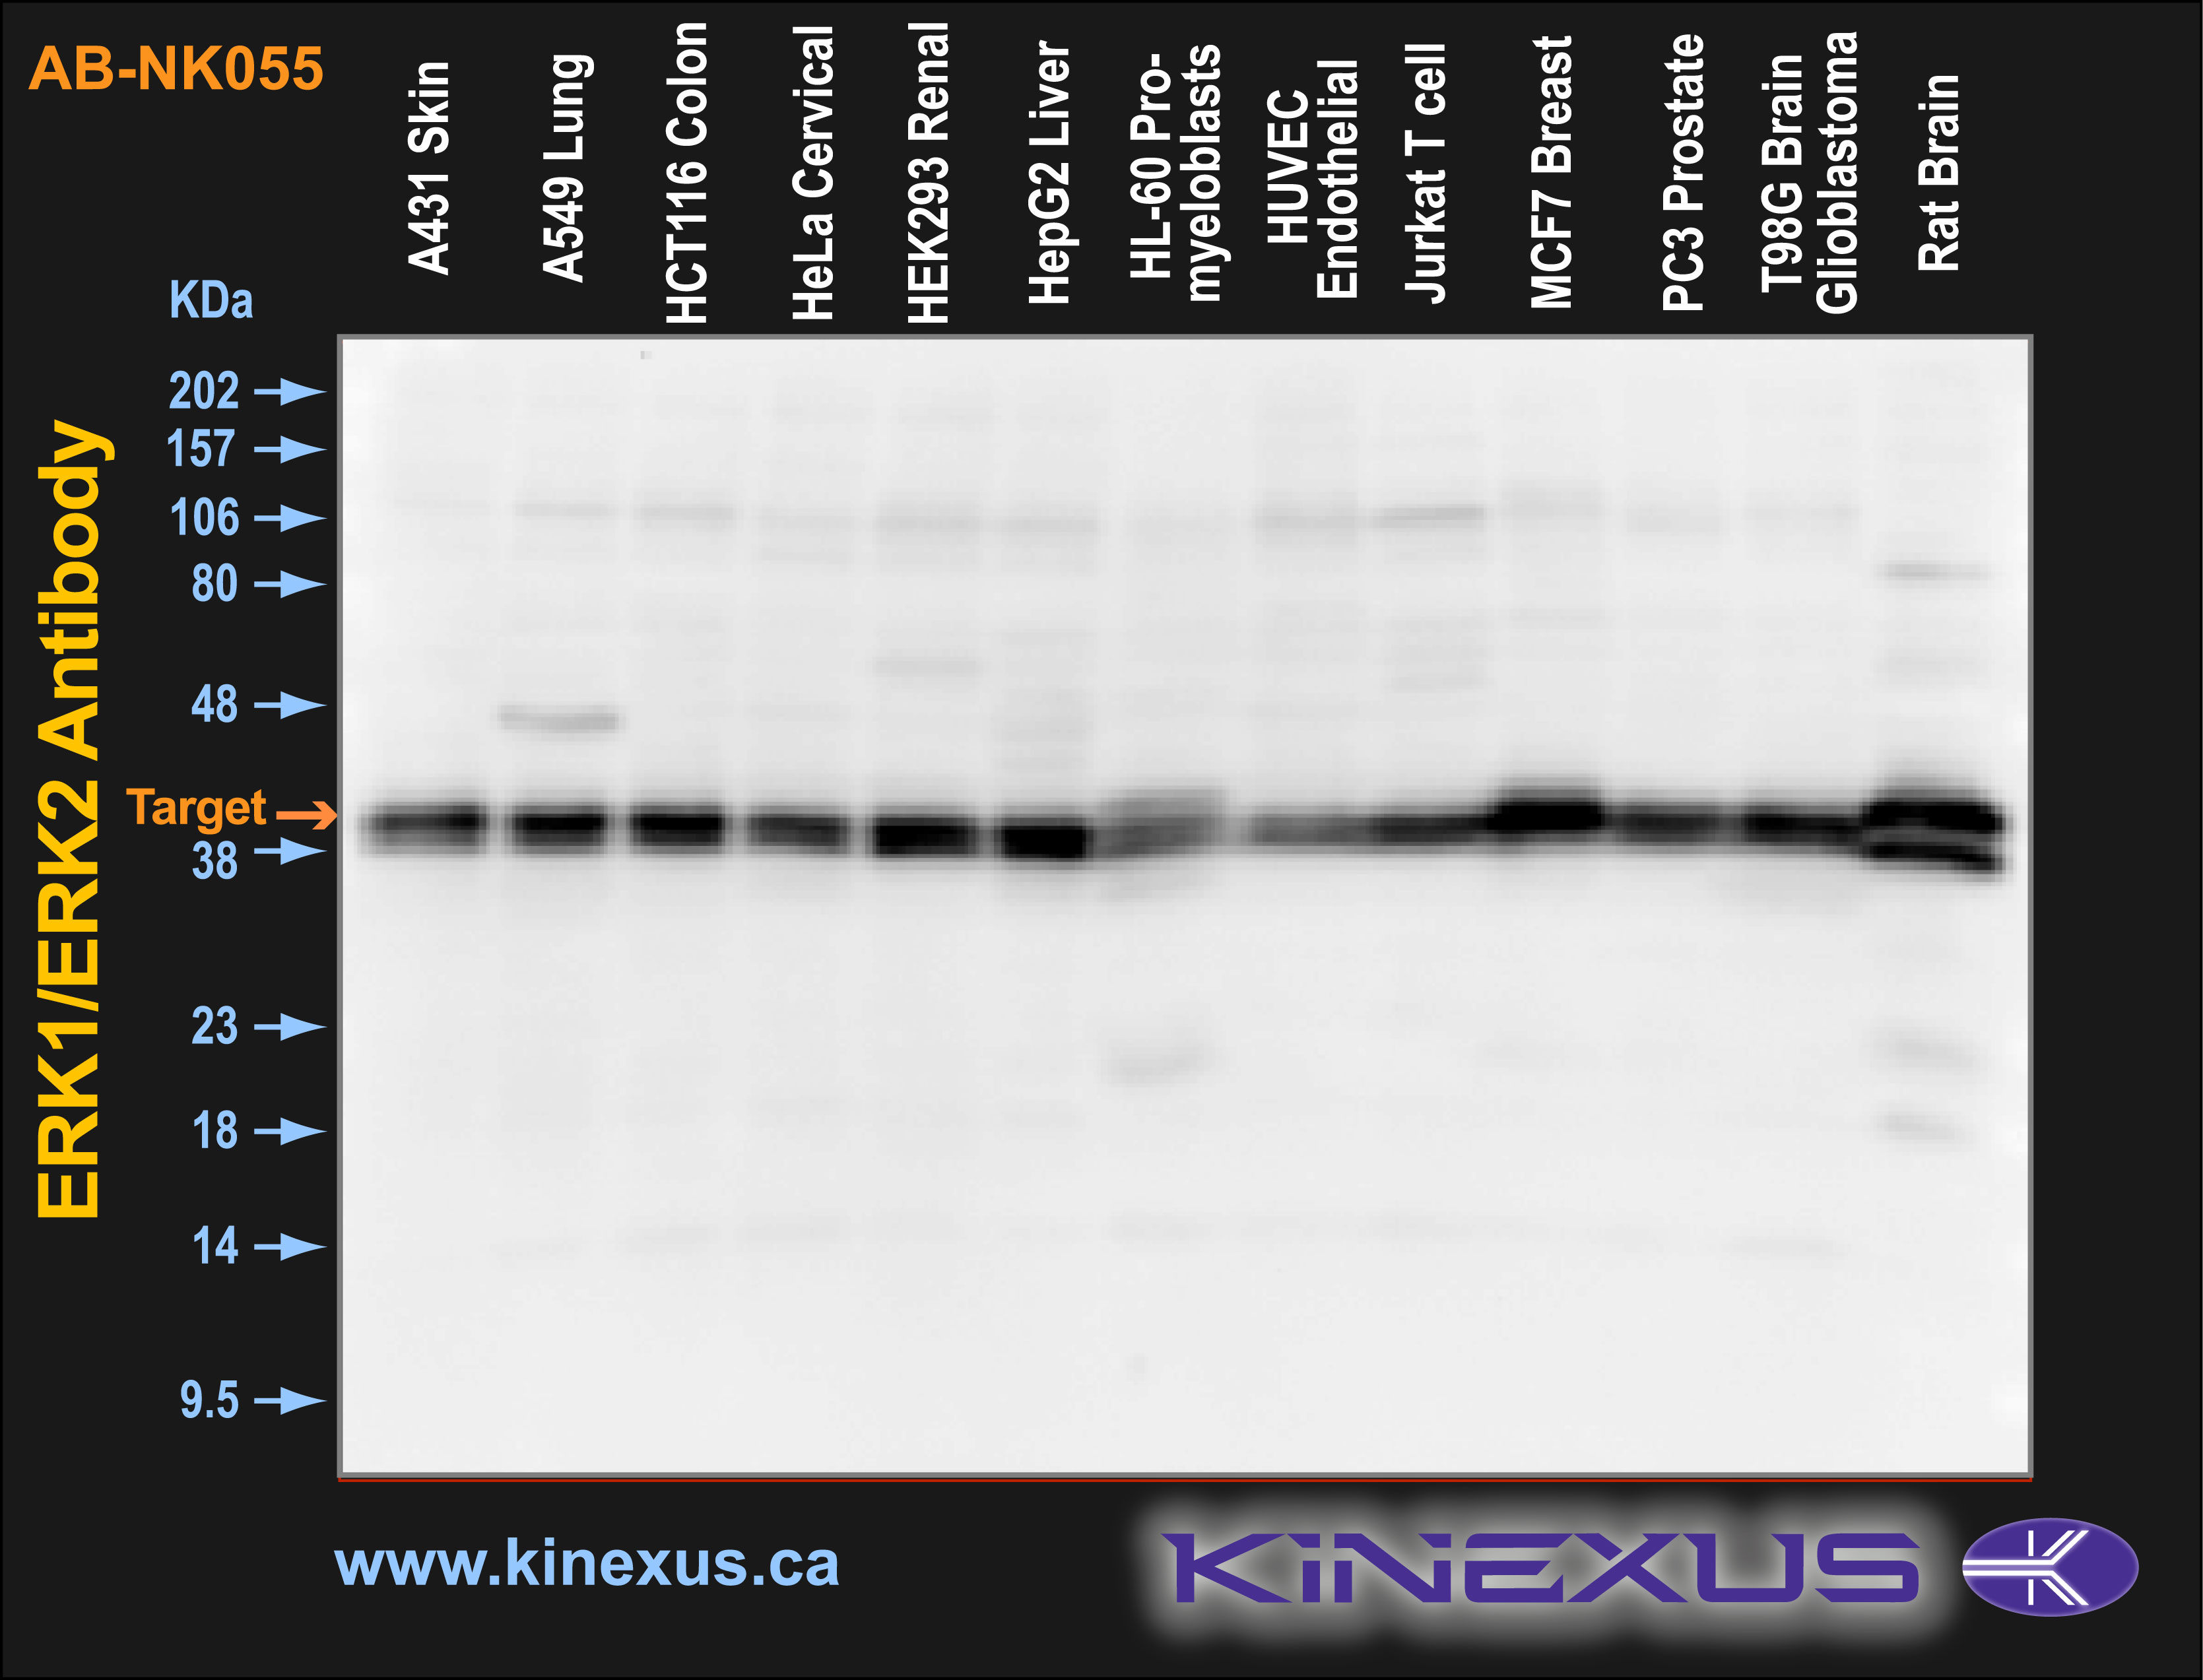 AB-NK055
A431 Skin
A549 Lung
HCT116 Colon
HeLa Cervical
HEK293 Renal
HepG2 Liver
HL-60 Pro-
myeloblasts
HUVEC
Endothelial
Jurkat T cell
MCF7 Breast
PC3 Prostate
T98G Brain
Glioblastoma
Rat Brain
KDa
202
157
106
80
48
Target
38
23
18
14
9.5
ERK1/ERK2 Antibody
www.kinexus.ca
KiNEXUS